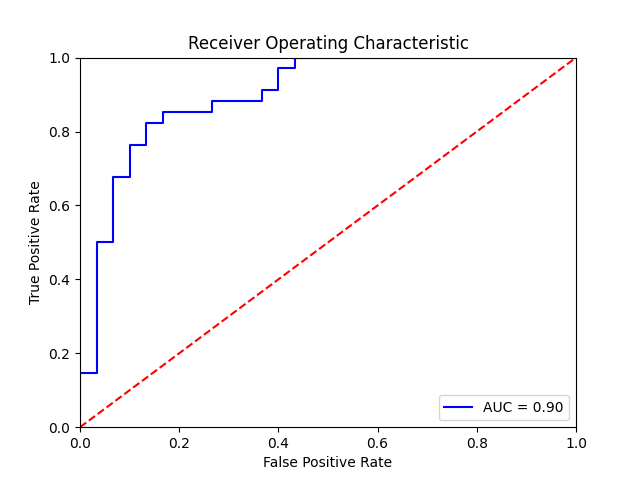 Receiver Operating Characteristic
True Positive Rate
1.0
0.8
0.6
0.4
0.2
0.0
AUC = 0.90
0.0 0.2 0.4 0.6 0.8 1.0
False Positive Rate